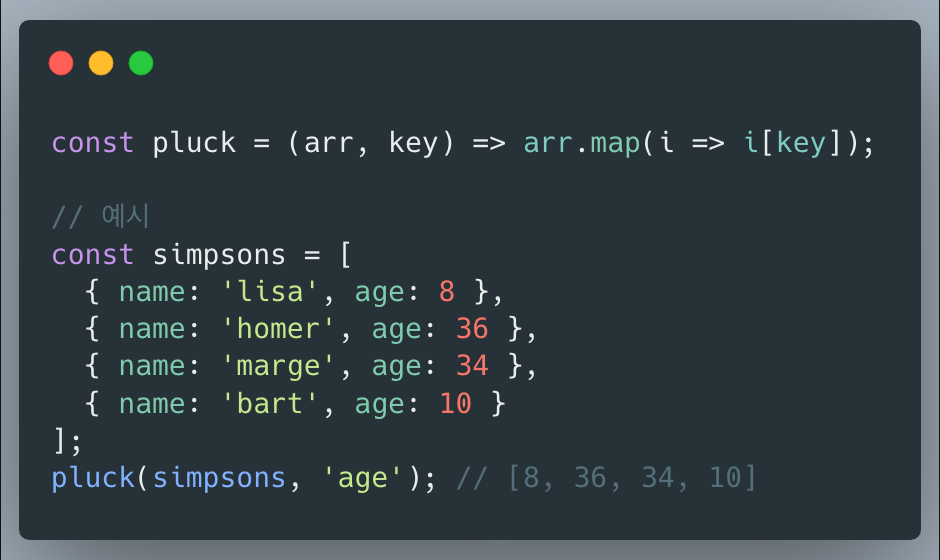 const pluck = (arr, key) => arr.map(i => i[key]);
// 예시
const simpsons = [
  { name: 'lisa', age: 8 },
  { name: 'homer', age: 36 },
  { name: 'marge', age: 34 },
  { name: 'bart', age: 10 }
];
pluck(simpsons, 'age'); // [8, 36, 34, 10]